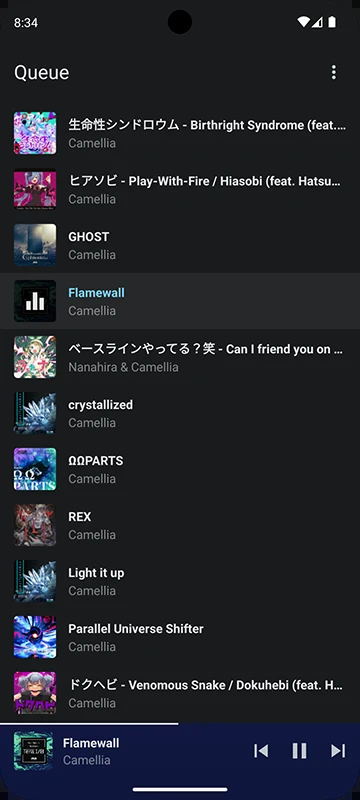 8:34
Queue
生命性シンドロウム - Birthright Syndrome (feat.…
Camellia
ヒアソビ - Play-With-Fire / Hiasobi (feat. Hatsu…
Camellia
GHOST
Camellia
Flamewall
Camellia
ベースラインやってる？笑 - Can I friend you on …
Nanahira & Camellia
crystallized
Camellia
ΩΩPARTS
Camellia
REX
Camellia
Light it up
Camellia
Parallel Universe Shifter
Camellia
ドクヘビ - Venomous Snake / Dokuhebi (feat. H…
Camellia
Flamewall
Camellia